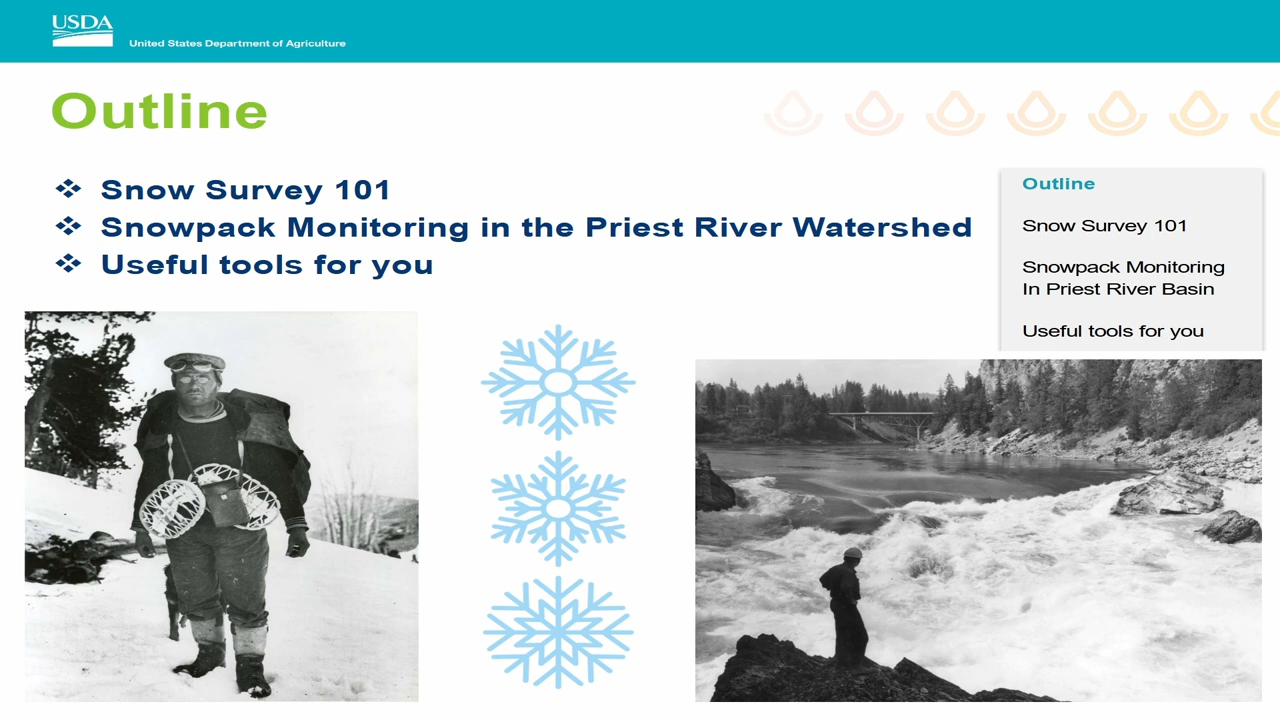 USDA
United States Department of Agriculture
Outline
Snow Survey 101
Snowpack Monitoring in the Priest River Watershed
Useful tools for you
Outline
Snow Survey 101
Snowpack Monitoring
In Priest River Basin
Useful tools for you